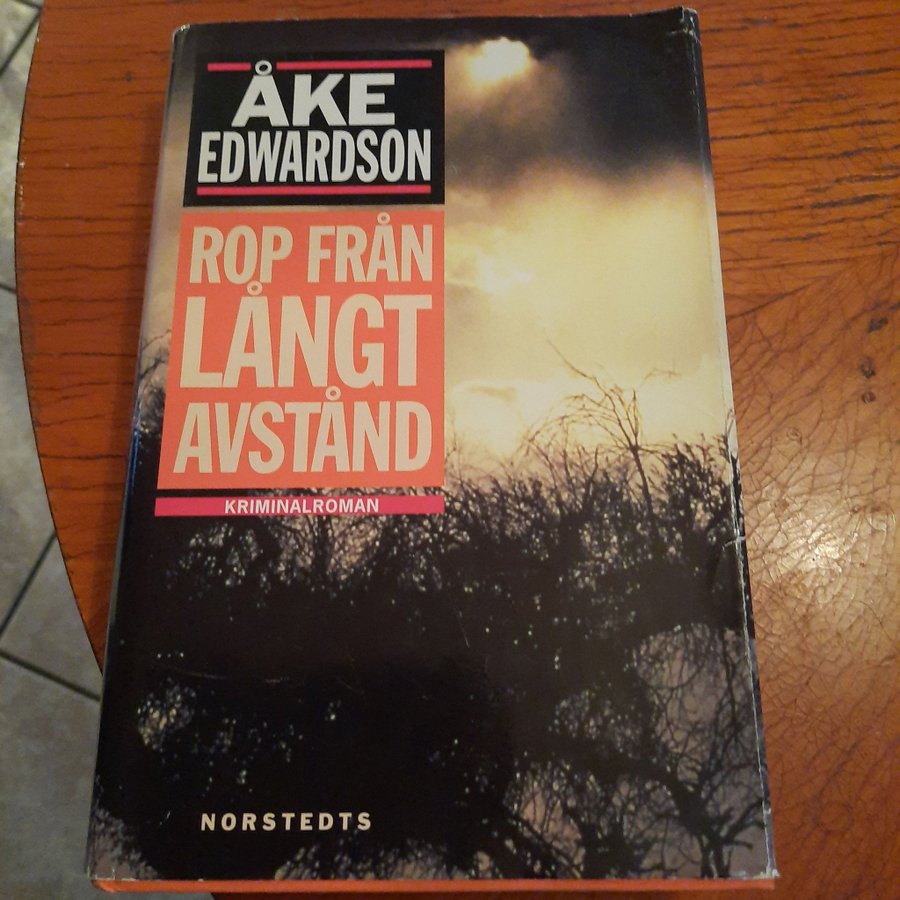 ÅKE
EDWARDSON
ROP FRÅN
LÅNGT
AVSTÅND
KRIMINALROMAN
NORSTEDTS